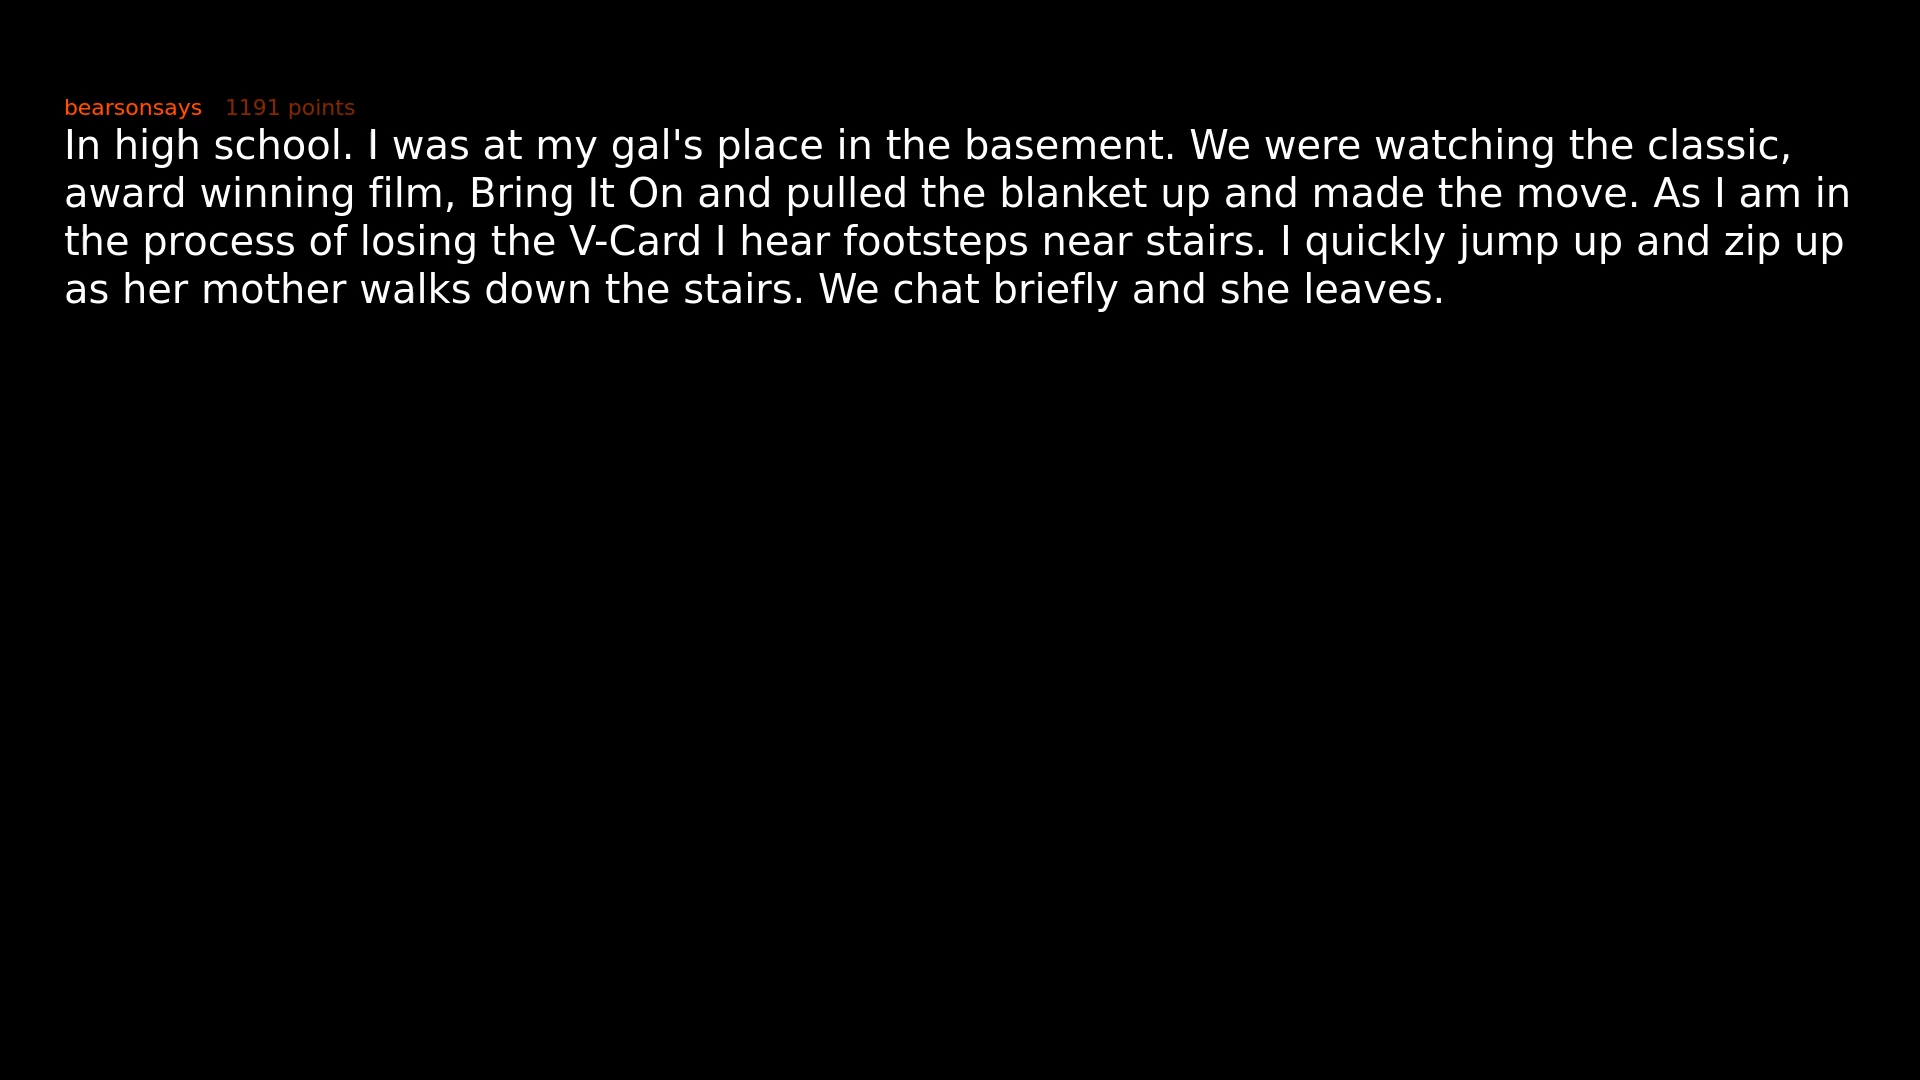 bearsonsays 1191 points
In high school. I was at my gal's place in the basement. We were watching the classic,
award winning film, Bring It On and pulled the blanket up and made the move. As I am in
the process of losing the V-Card I hear footsteps near stairs. I quickly jump up and zip up
as her mother walks down the stairs. We chat briefly and she leaves.